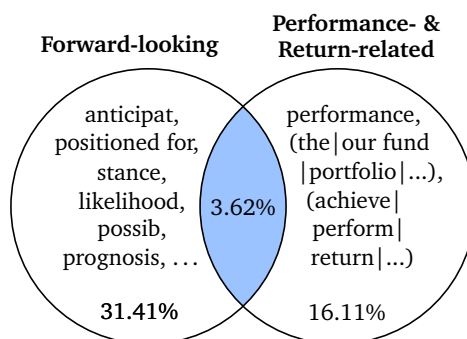 Forward-looking
Performance- &
Return-related
anticipat,
positioned for,
stance,
likelihood,
possib,
prognosis, ...
31.41%
3.62%
performance,
(the|our fund
|portfolio|...),
(achieve|
perform|
return|...)
16.11%